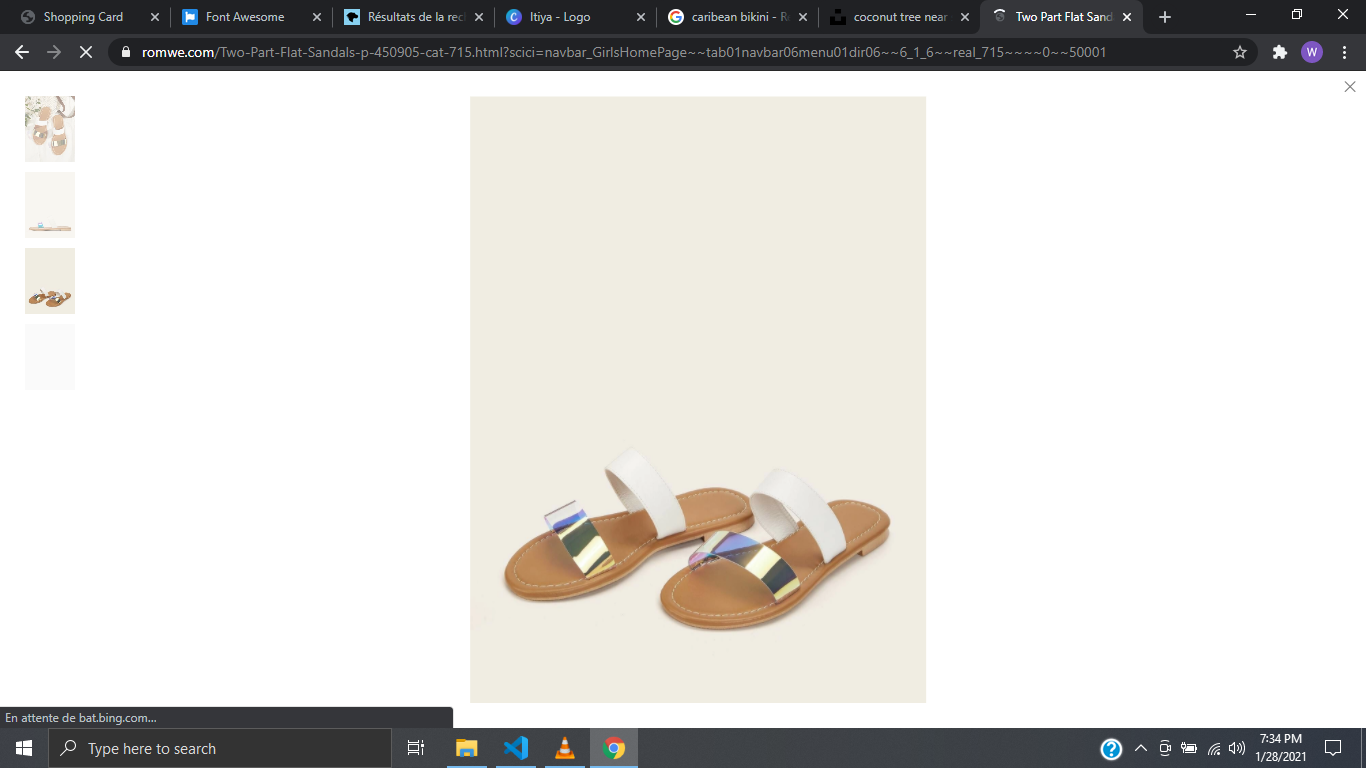 Shopping Card
Font Awesome
Résultats de la recl
Itiya - Logo
caribean bikini - Re
coconut tree near
Two Part Flat Sand
romwe.com/Two-Part-Flat-Sandals-p-450905-cat-715.html?scici=navbar_GirlsHomePage~~tab01navbar06menu01dir06~~6_1_6~~real_715~~~~0~~50001
W
En attente de bat.bing.com...
Type here to search
7:34 PM
1/28/2021